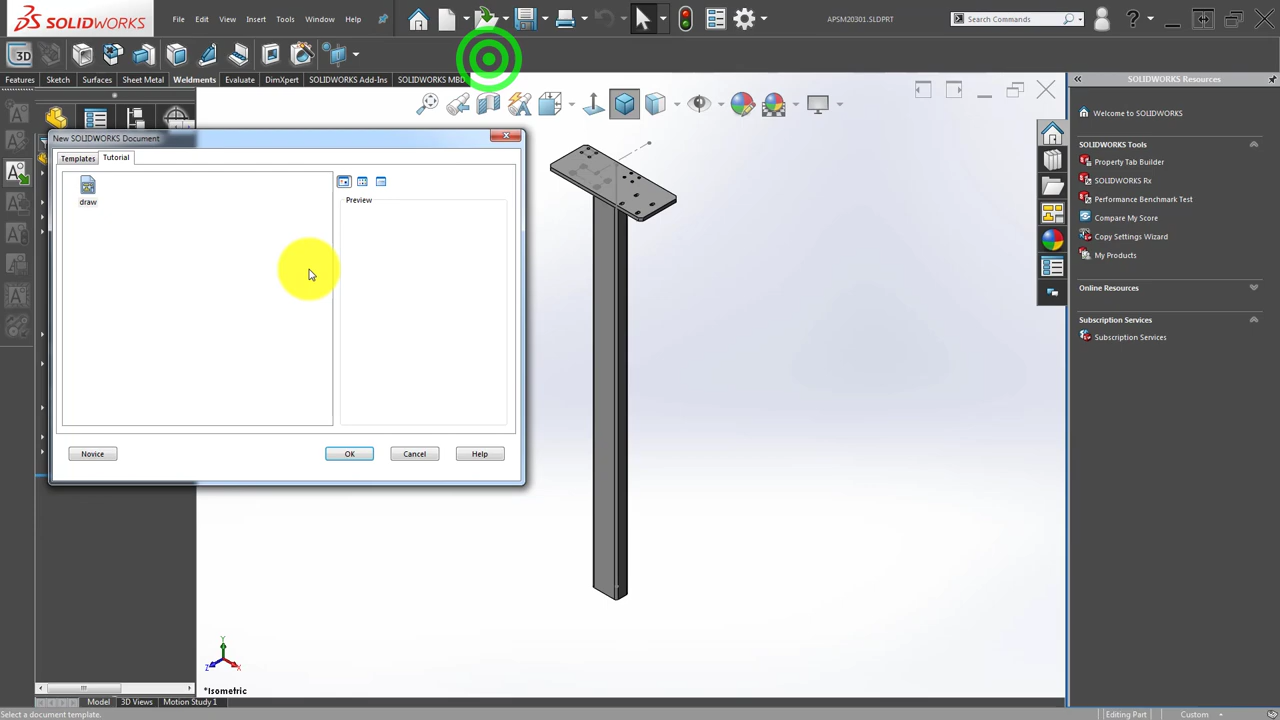 SOLIDWORKS
File
Edit
View
Insert
Tools
Window
Help
APSM20301.SLDPRT
Search Commands
?
3D
Features
Sketch
Surfaces
Sheet Metal
Weldments
Evaluate
DimXpert
SOLIDWORKS Add-Ins
SOLIDWORKS MBD
SOLIDWORKS Resources
Welcome to SOLIDWORKS
SOLIDWORKS Tools
Property Tab Builder
SOLIDWORKS Rx
Performance Benchmark Test
Compare My Score
Copy Settings Wizard
My Products
Online Resources
Subscription Services
Subscription Services
New SOLIDWORKS Document
Templates
Tutorial
draw
Preview
Novice
OK
Cancel
Help
Y
Z
X
*Isometric
Model
3D Views
Motion Study 1
Select a document template.
Editing Part
Custom